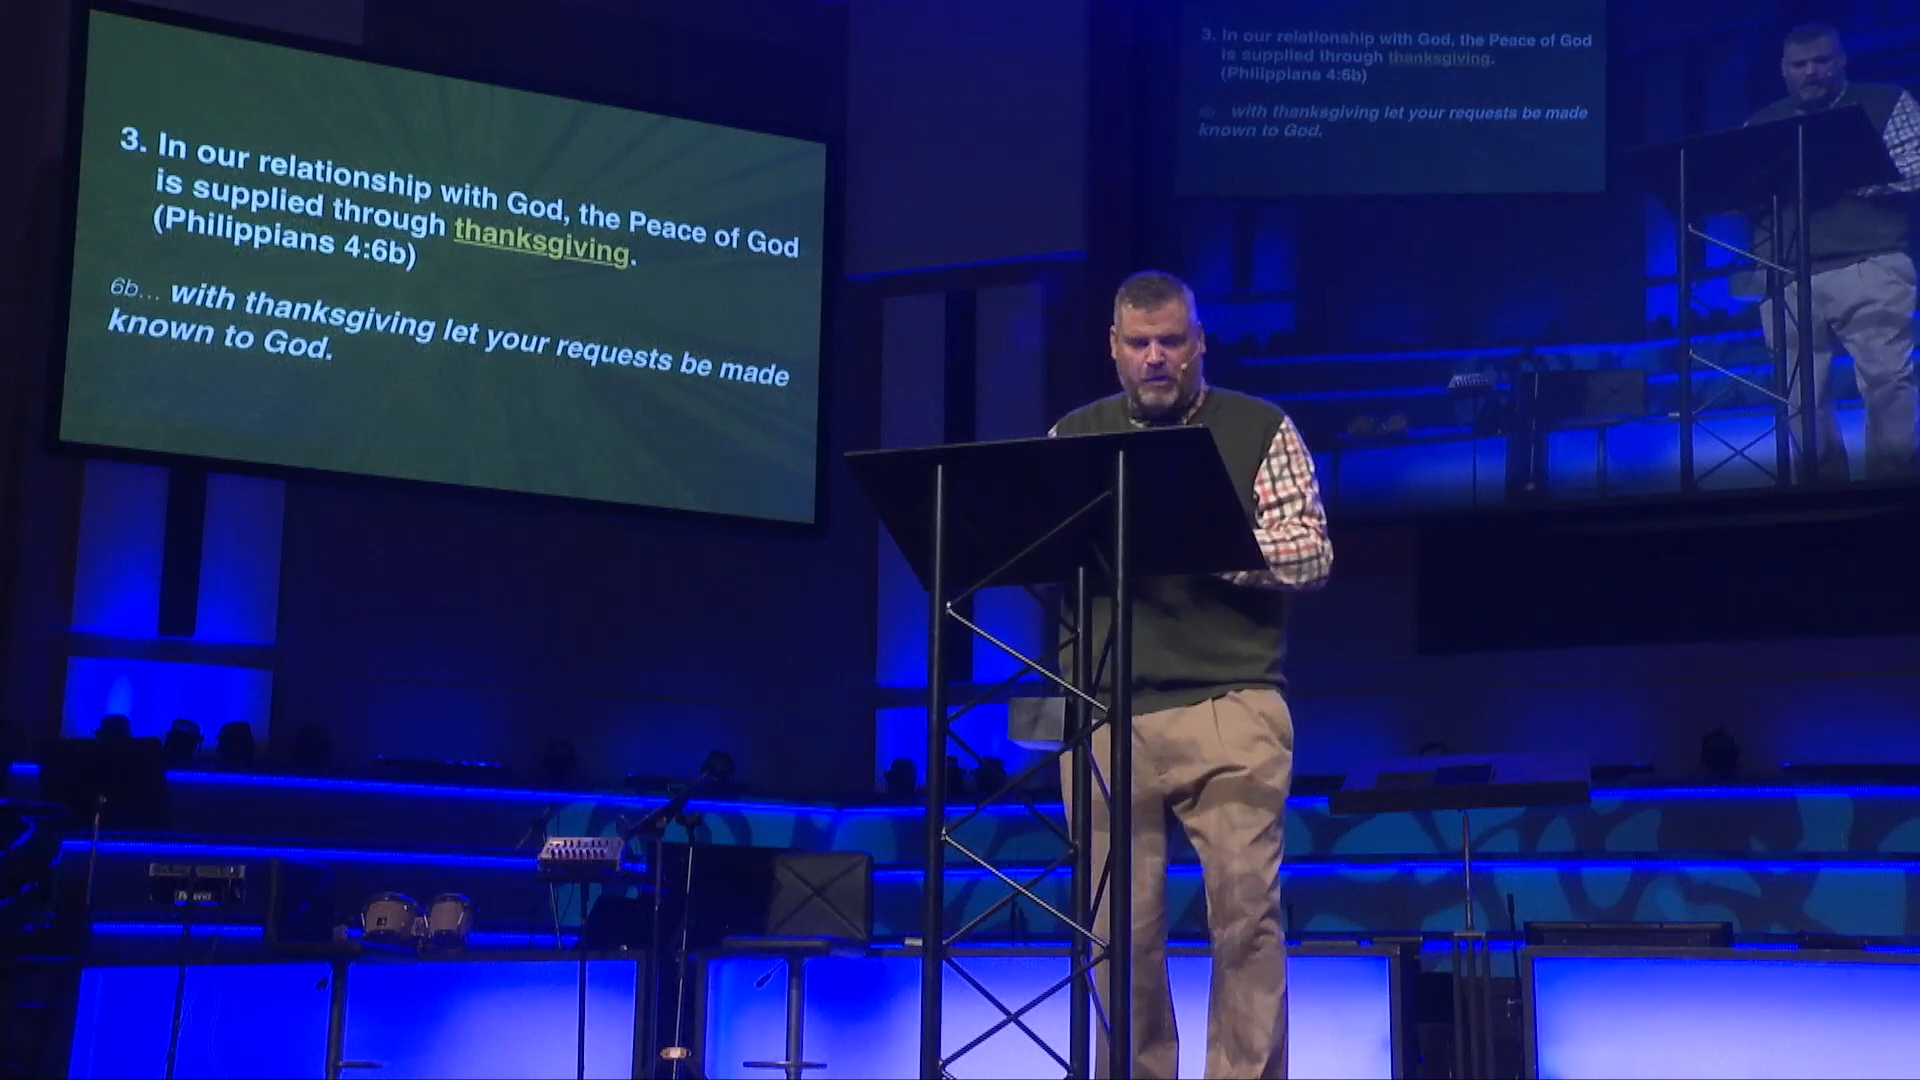 3. In our relationship with God, the Peace of God
is supplied through thanksgiving.
(Philippians 4:6b)
6b... with thanksgiving let your requests be made
known to God.
3. In our relationship with God, the Peace of God
is supplied through thanksgiving.
(Philippians 4:6b)
with thanksgiving let your requests be made
known to God.